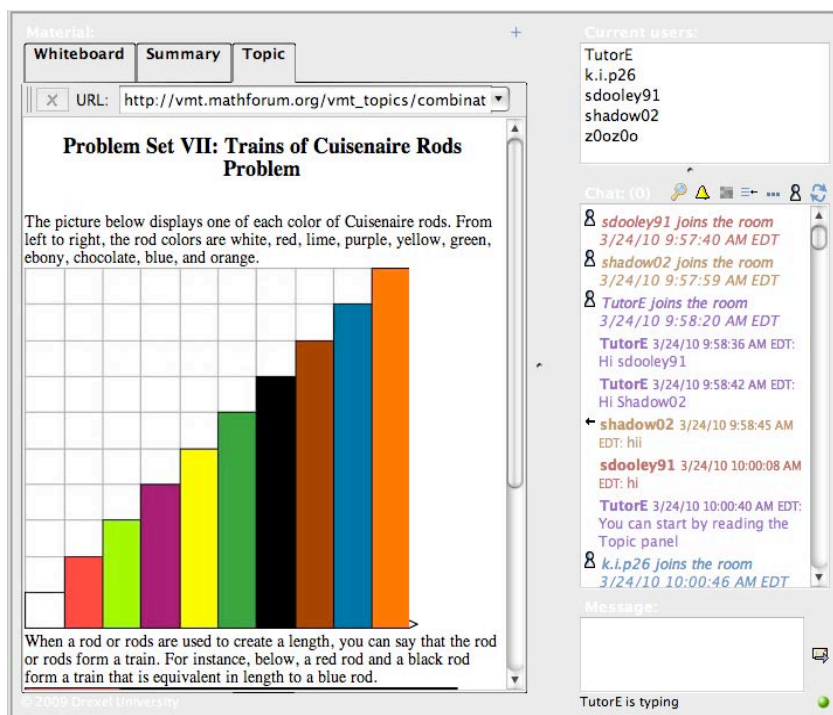 Material:
+
Whiteboard Summary Topic
X URL: http://vmt.mathforum.org/vmt_topics/combinat
Problem Set VII: Trains of Cuisenaire Rods
Problem
The picture below displays one of each color of Cuisenaire rods. From
left to right, the rod colors are white, red, lime, purple, yellow, green,
ebony, chocolate, blue, and orange.
>
When a rod or rods are used to create a length, you can say that the rod
or rods form a train. For instance, below, a red rod and a black rod
form a train that is equivalent in length to a blue rod.
© 2009 Drexel University
Current users:
TutorE
k.i.p26
sdooley91
shadow02
z0oz0o
Chat: (0)
sdooley91 joins the room
3/24/10 9:57:40 AM EDT
shadow02 joins the room
3/24/10 9:57:59 AM EDT
TutorE joins the room
3/24/10 9:58:20 AM EDT
TutorE 3/24/10 9:58:36 AM EDT:
Hi sdooley91
TutorE 3/24/10 9:58:42 AM EDT:
Hi Shadow02
shadow02 3/24/10 9:58:45 AM
EDT: hii
sdooley91 3/24/10 10:00:08 AM
EDT: hi
TutorE 3/24/10 10:00:40 AM EDT:
You can start by reading the
Topic panel
k.i.p26 joins the room
3/24/10 10:00:46 AM EDT
Message:
TutorE is typing